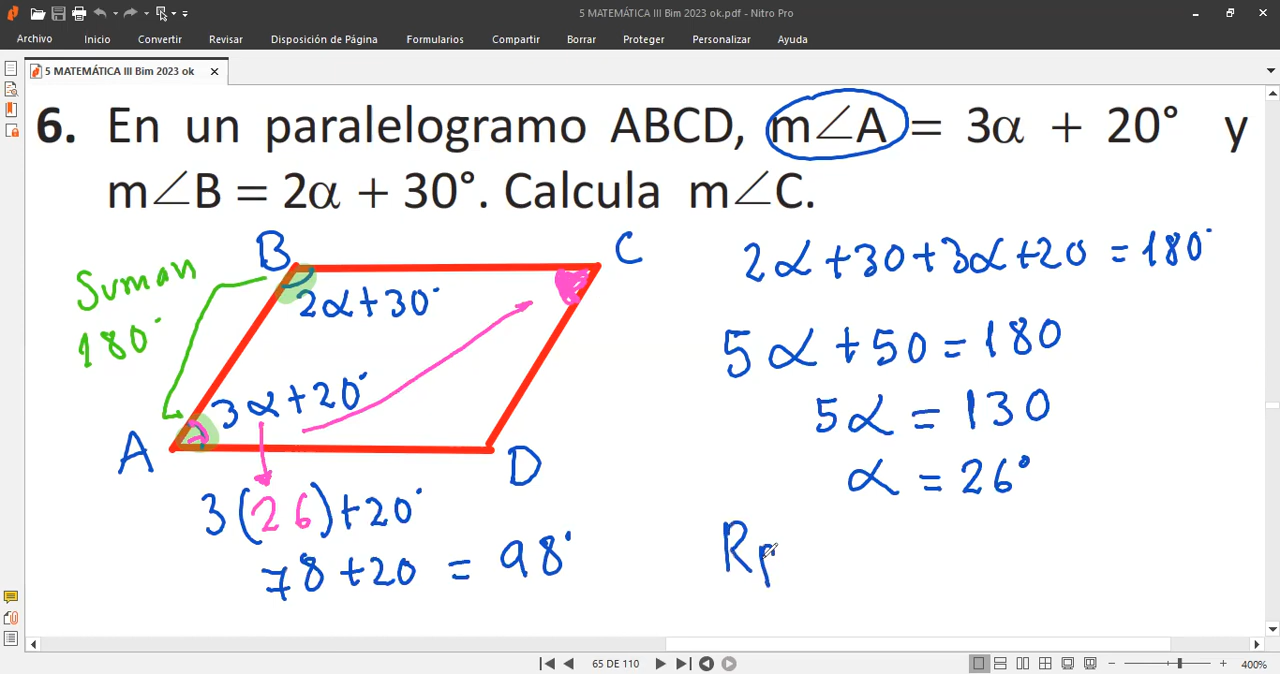 5 MATEMÁTICA III Bim 2023 ok.pdf - Nitro Pro
Archivo Inicio Convertir Revisar Disposición de Página Formularios Compartir Borrar Proteger Personalizar Ayuda
5 MATEMÁTICA III Bim 2023 ok
6. En un paralelogramo ABCD, m∠A = 3α + 20° y
m∠B = 2α + 30°. Calcula m∠C.
B
C
Suman
180°
2α+30°
3α+20°
A
D
3(26)+20°
78+20 = 98°
2α+30+3α+20 = 180°
5α+50=180
5α = 130
α = 26°
Rp
65 DE 110
400%